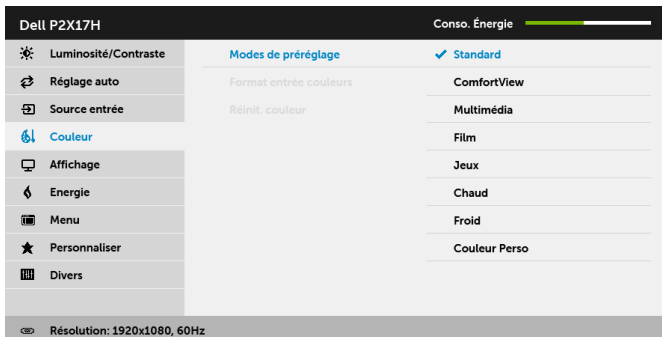 Dell P2X17H Conso. Énergie
Luminosité/Contraste Modes de préréglage Standard
Réglage auto Format entrée couleurs ComfortView
Source entrée Réinit. couleur Multimédia
Couleur Film
Affichage Jeux
Energie Chaud
Menu Froid
Personnaliser Couleur Perso
Divers
Résolution: 1920x1080, 60Hz